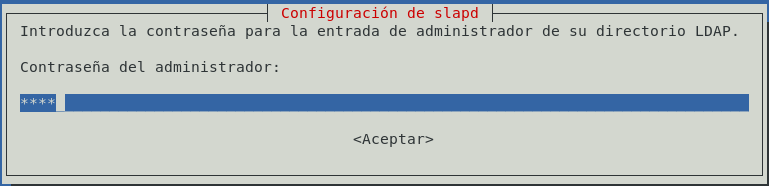 Configuración de slapd
Introduzca la contraseña para la entrada de administrador de su directorio LDAP.
Contraseña del administrador:
****
<Aceptar>